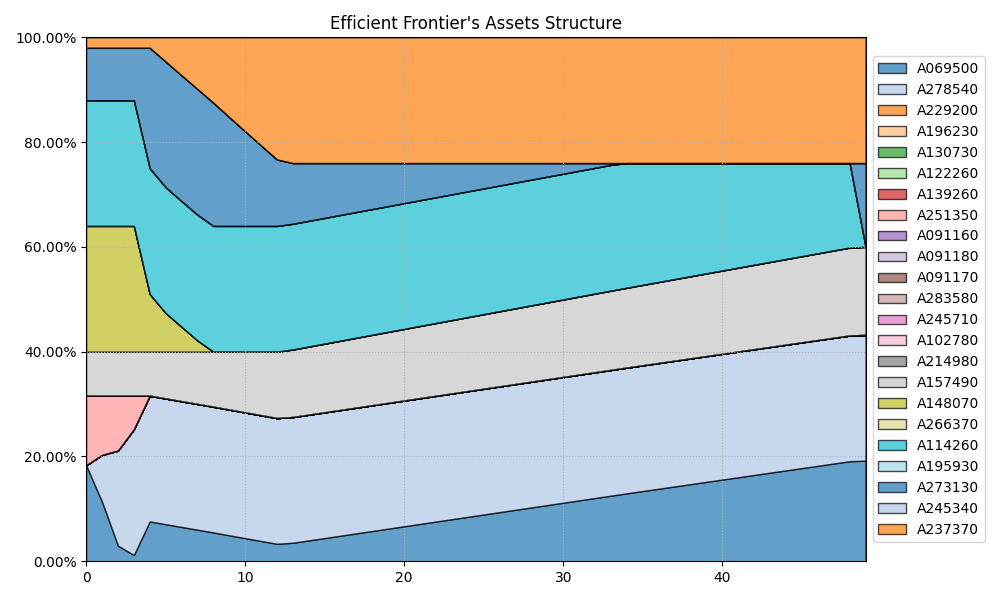 Efficient Frontier's Assets Structure
100.00%
80.00%
60.00%
40.00%
20.00%
0.00%
0
10
20
30
40
A069500
A278540
A229200
A196230
A130730
A122260
A139260
A251350
A091160
A091180
A091170
A283580
A245710
A102780
A214980
A157490
A148070
A266370
A114260
A195930
A273130
A245340
A237370